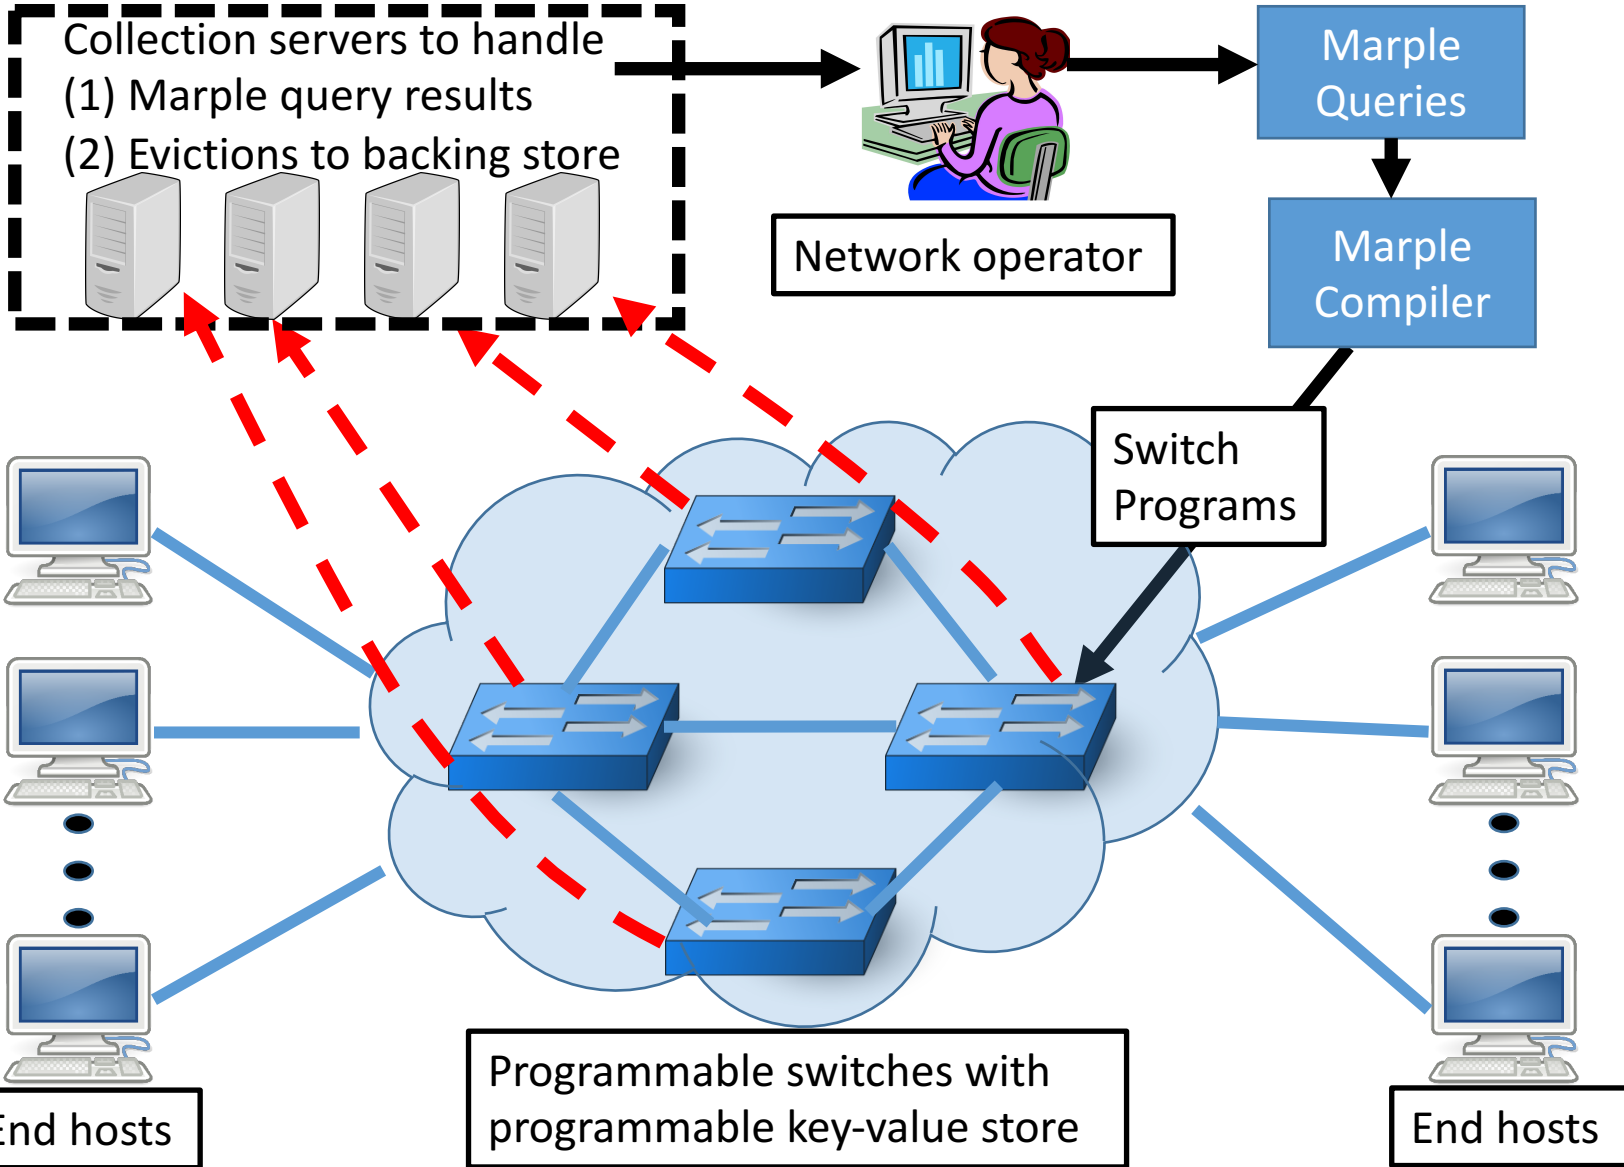 Collection servers to handle
(1) Marple query results
(2) Evictions to backing store
Network operator
Marple
Queries
Marple
Compiler
Switch
Programs
Programmable switches with
programmable key-value store
End hosts
End hosts